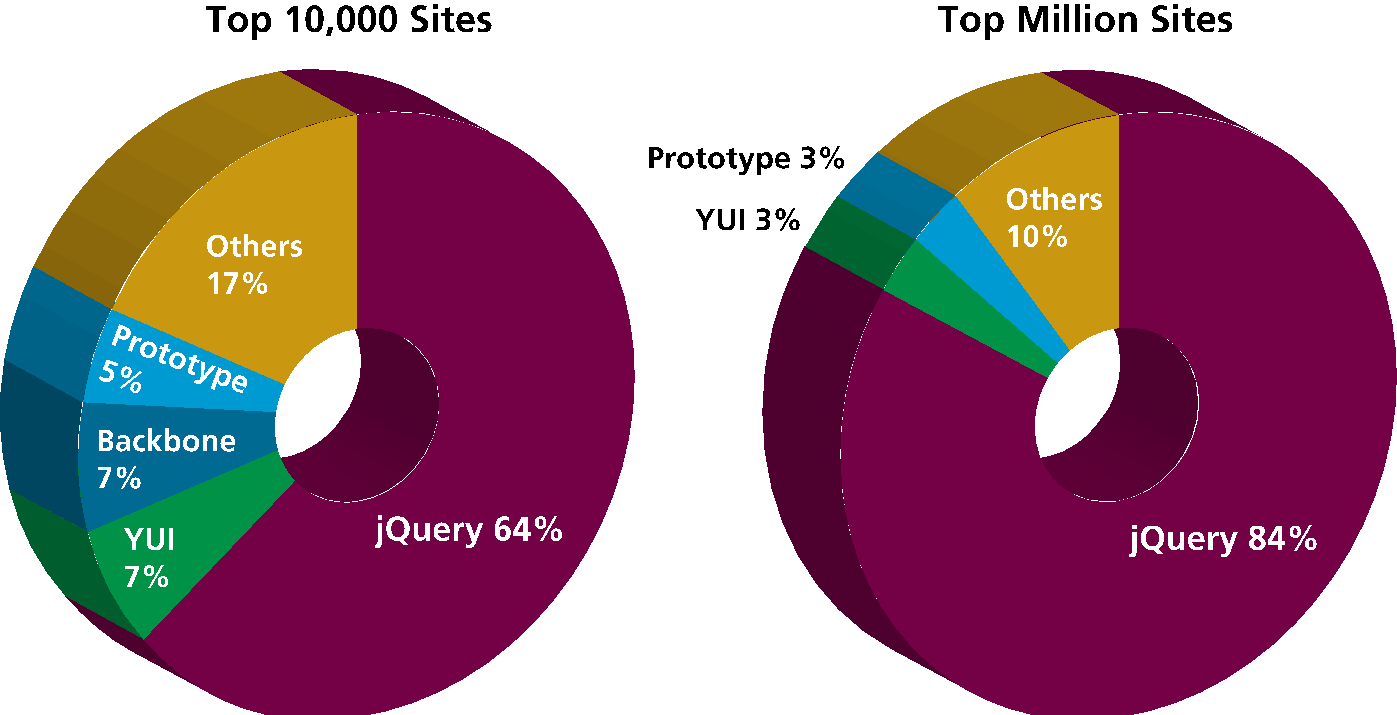 Top 10,000 Sites
Others
17%
Prototype
5%
Backbone
7%
YUI
7%
jQuery 64%
Top Million Sites
Prototype 3%
YUI 3%
Others
10%
jQuery 84%